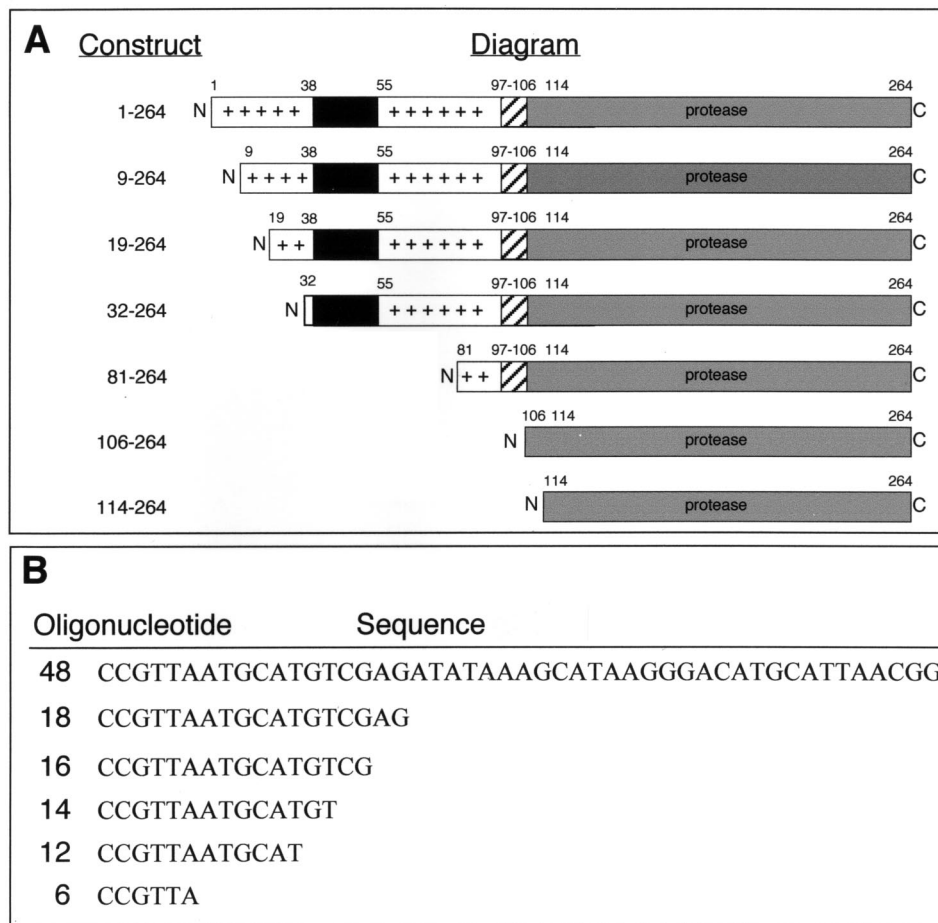 A Construct Diagram
1 38 55 97-106 114 264
1-264 N + + + + + + + + + + + protease C
9 38 55 97-106 114 264
9-264 N + + + + + + + + + + protease C
19 38 55 97-106 114 264
19-264 N + + + + + + + + protease C
32 55 97-106 114 264
32-264 N + + + + + + protease C
81 97-106 114 264
81-264 N + + protease C
106 114 264
106-264 N protease C
114 264
114-264 N protease C
B
Oligonucleotide Sequence
48 CCGTTAATGCATGTCGAGATATAAAGCATAAGGGACATGCATTAACGG
18 CCGTTAATGCATGTCGAG
16 CCGTTAATGCATGTCG
14 CCGTTAATGCATGT
12 CCGTTAATGCAT
6 CCGTTA